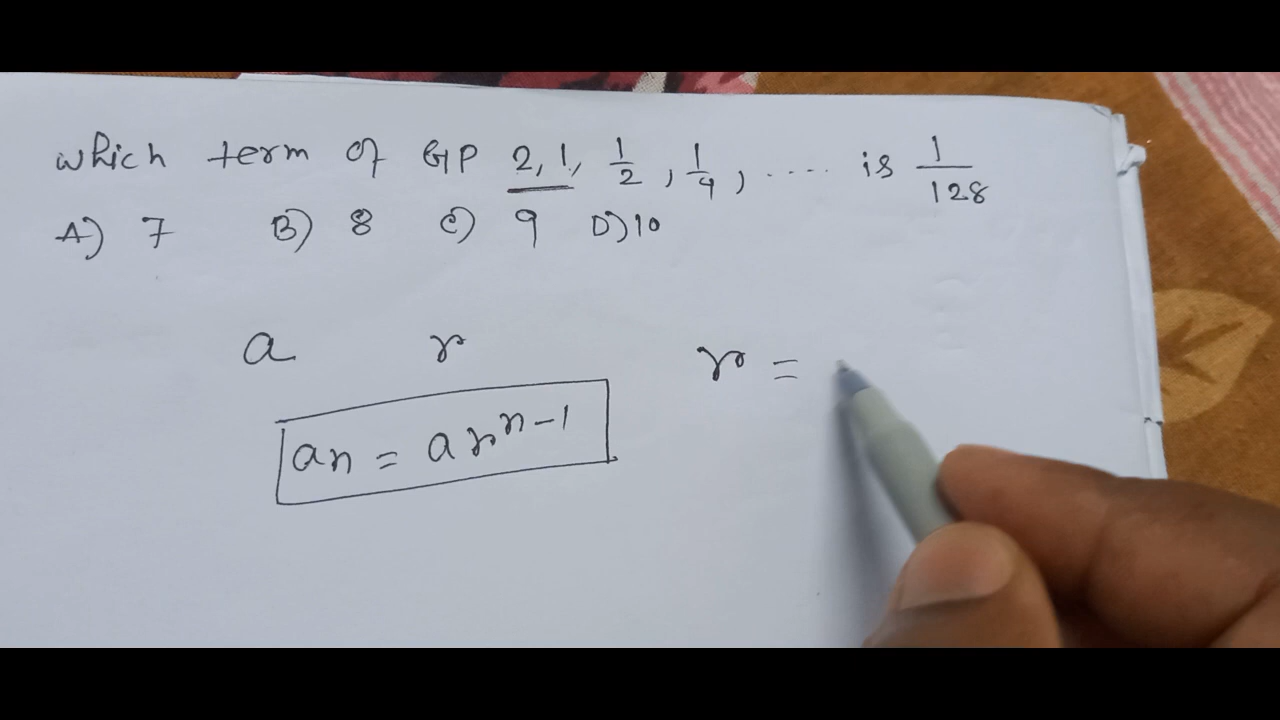 which term of GP 2, 1, 1/2, 1/4, .... is 1/128
A) 7 B) 8 C) 9 D) 10
a r r =
an = ar^n-1